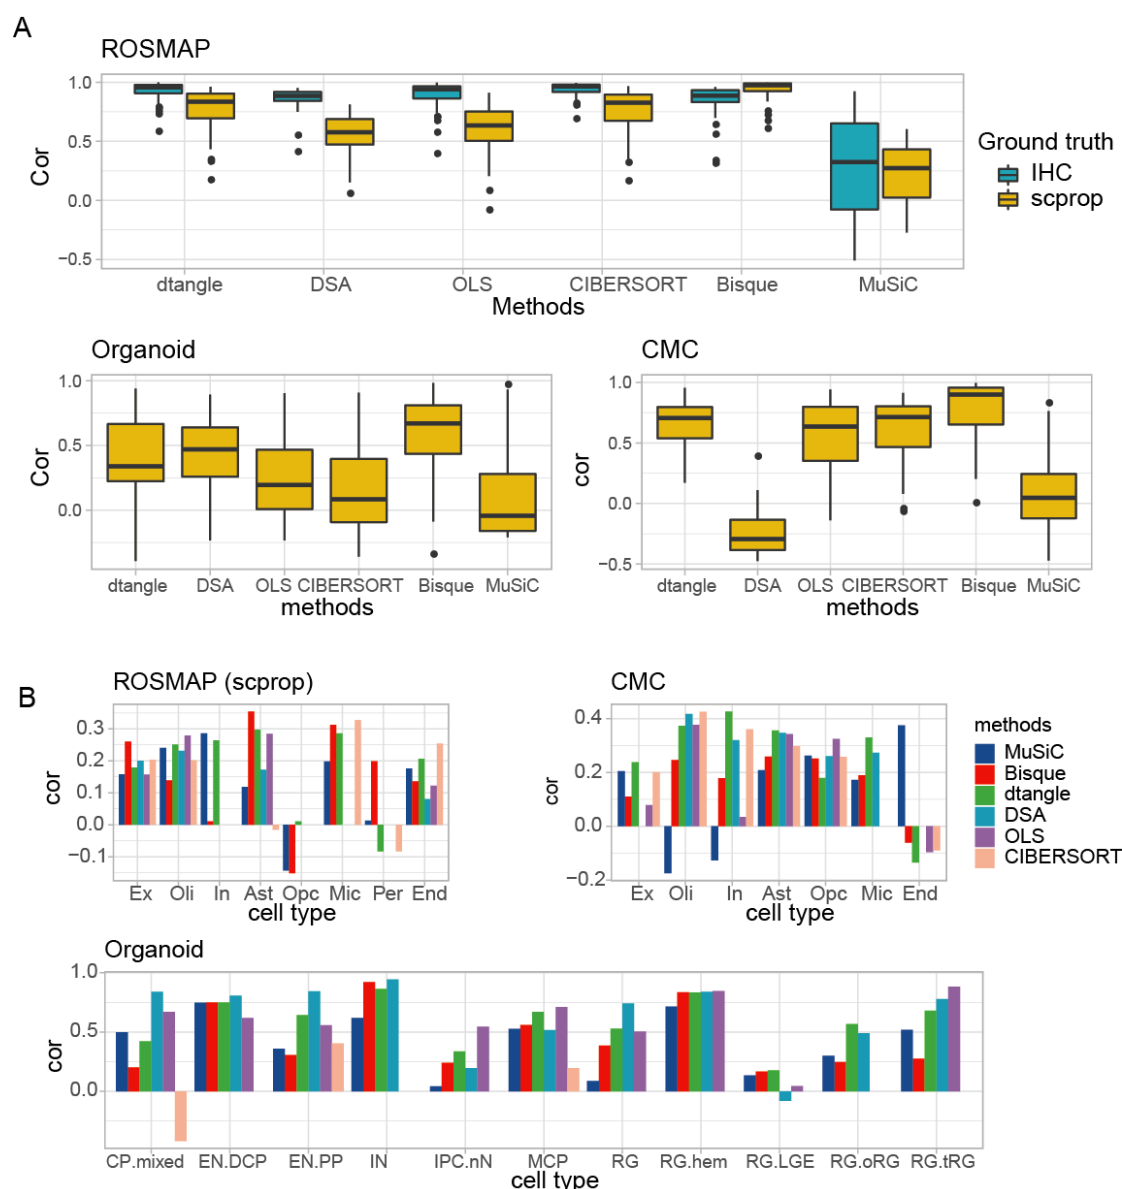 A
ROSMAP
1.0
0.5
0.0
−0.5
Cor
dtangle DSA OLS CIBERSORT Bisque MuSiC
Methods
Ground truth
IHC
scprop
Organoid
1.0
0.5
0.0
Cor
dtangle DSA OLS CIBERSORT Bisque MuSiC
methods
CMC
1.0
0.5
0.0
−0.5
cor
dtangle DSA OLS CIBERSORT Bisque MuSiC
methods
B
ROSMAP (scprop)
0.3
0.2
0.1
0.0
−0.1
cor
Ex Oli In Ast Opc Mic Per End
cell type
CMC
0.4
0.2
0.0
−0.2
cor
Ex Oli In Ast Opc Mic End
cell type
methods
MuSiC
Bisque
dtangle
DSA
OLS
CIBERSORT
Organoid
1.0
0.5
0.0
cor
CP.mixed EN.DCP EN.PP IN IPC.nN MCP RG RG.hem RG.LGE RG.oRG RG.tRG
cell type